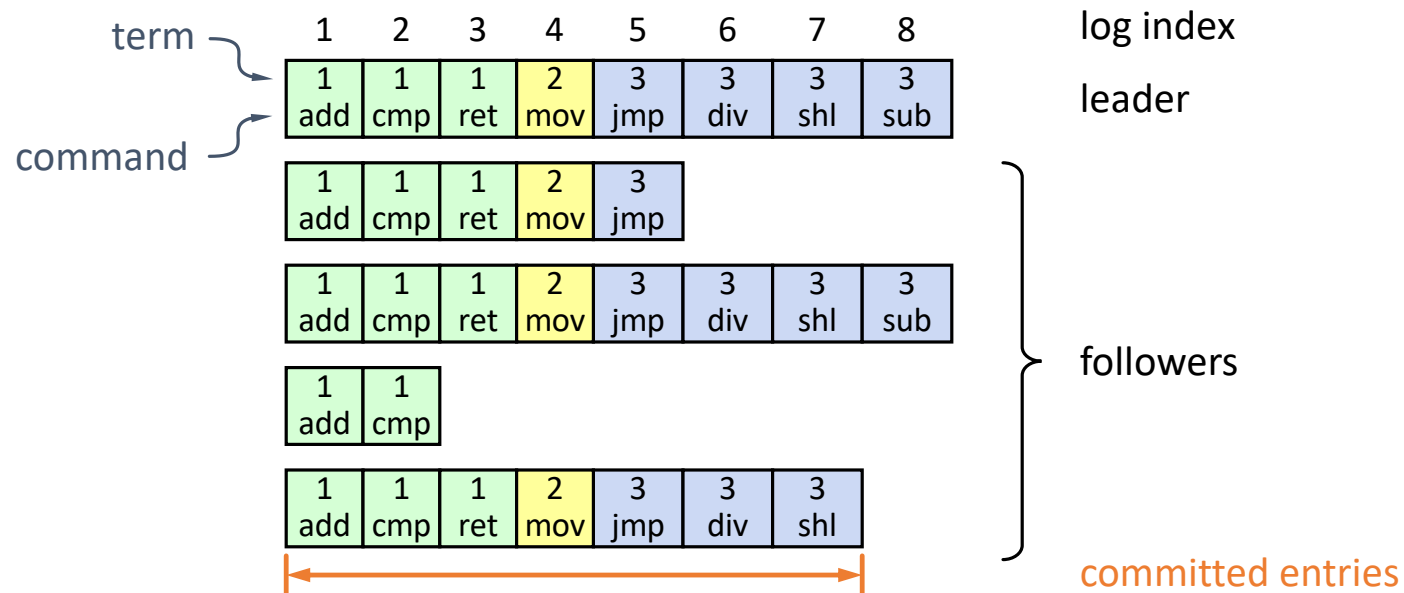 term 1 2 3 4 5 6 7 8 log index
1 1 1 2 3 3 3 3
add cmp ret mov jmp div shl sub
leader
command
1 1 1 2 3
add cmp ret mov jmp
1 1 1 2 3 3 3 3
add cmp ret mov jmp div shl sub
followers
1 1
add cmp
1 1 1 2 3 3 3
add cmp ret mov jmp div shl
committed entries